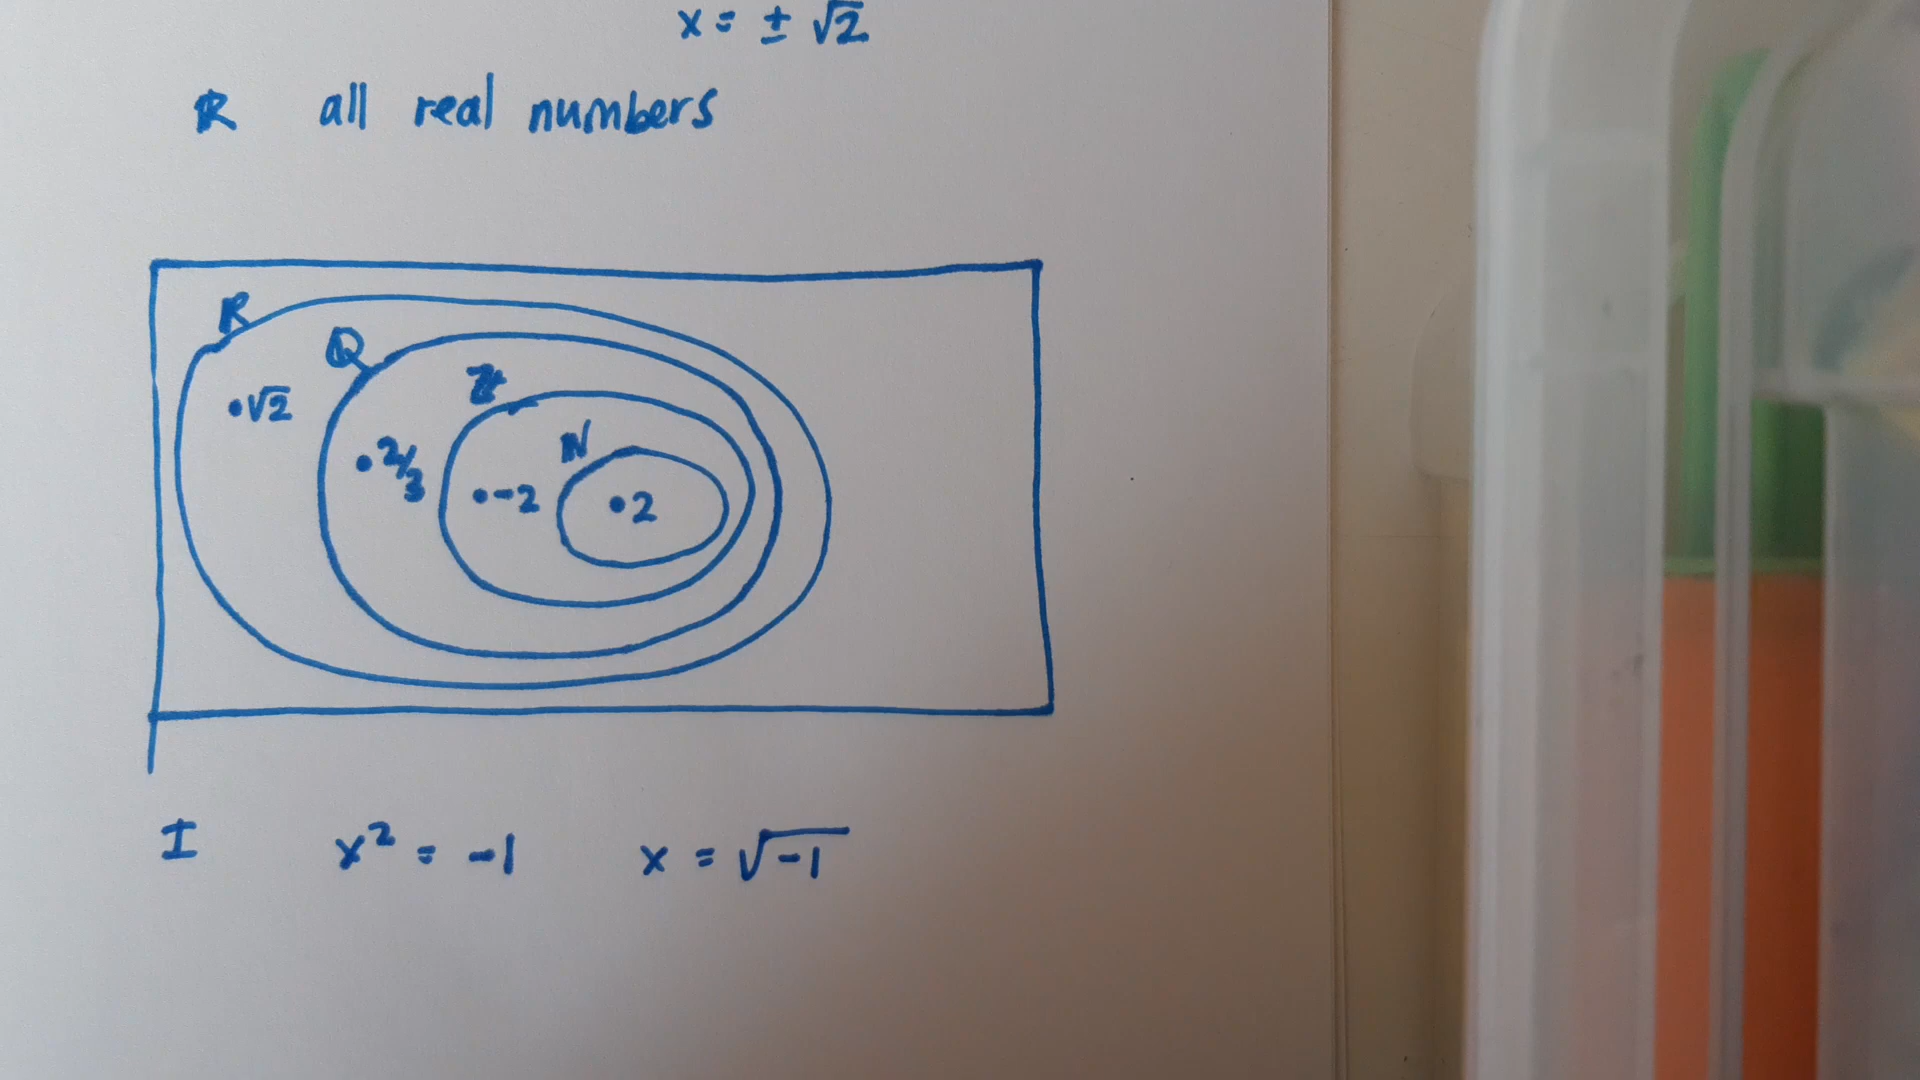 x = ± √2
ℝ all real numbers
ℝ
ℚ
ℤ
ℕ
•√2
•2/3
•-2
•2
I x² = -1 x = √-1